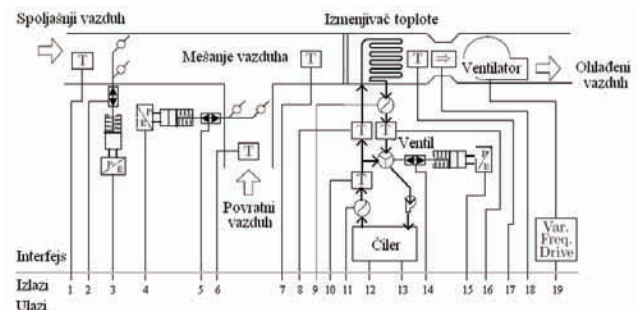 Spoljašnji vazduh
Izmenjivač toplote
Mešanje vazduha
T
T
T
Ventilator
Ohlađeni vazduh
P/E
P/E
T
T
T
Ventil
P/E
T
Povratni vazduh
Čiler
Var. Freq. Drive
Interfejs
Izlazi
1 2 3 4 5 6 7 8 9 10 11 12 13 14 15 16 17 18 19
Ulazi